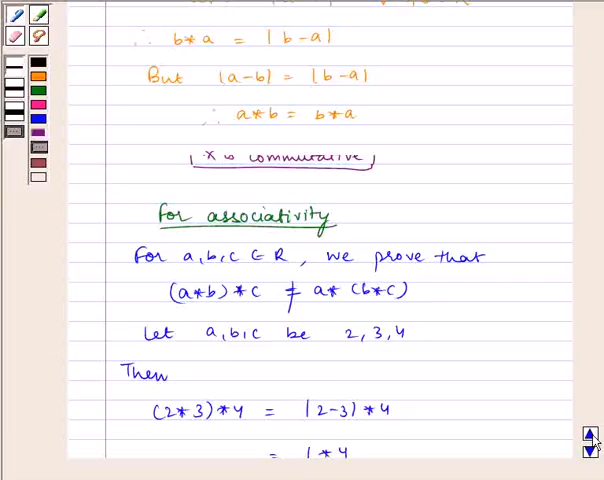 ∴ b*a = |b-a|
But |a-b| = |b-a|
∴ a*b = b*a
* is commutative
For associativity
For a,b,c ∈ R, we prove that
(a*b)*c ≠ a*(b*c)
Let a,b,c be 2,3,4
Then
(2*3)*4 = |2-3|*4
= 1*4